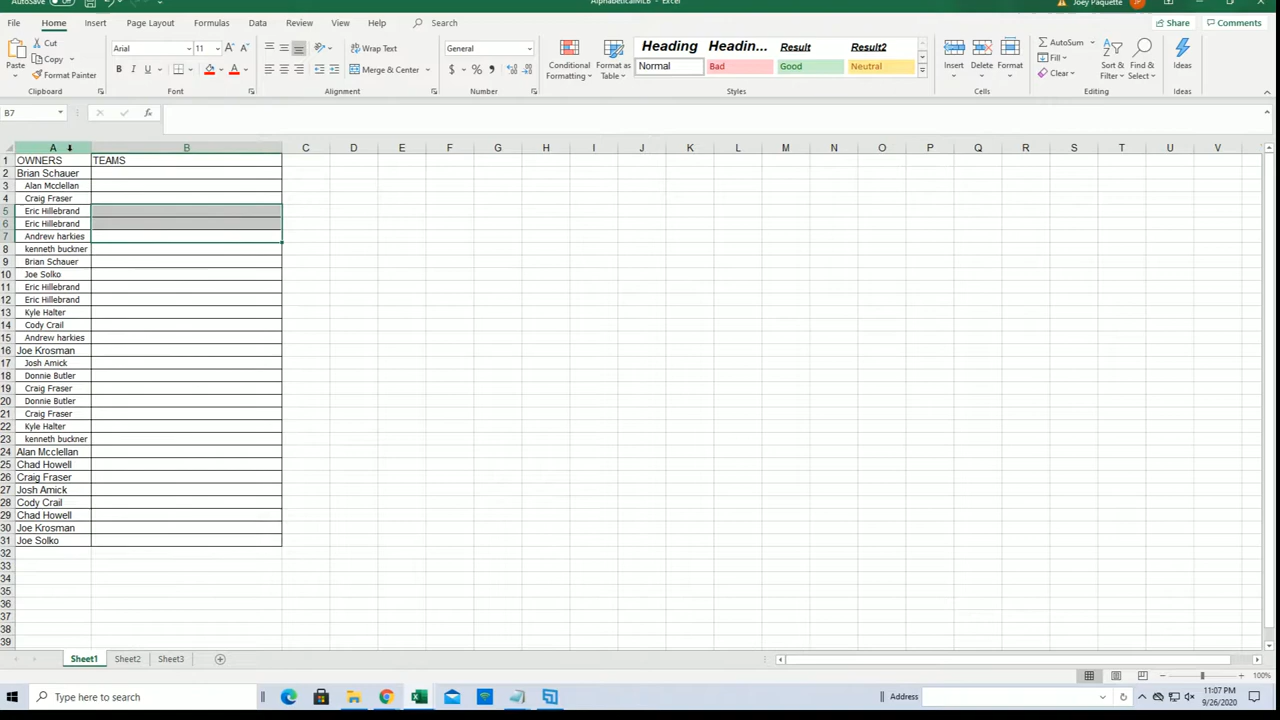 AutoSave Off AlphabeticalMLB - Excel Joey Paquette JP
File Home Insert Page Layout Formulas Data Review View Help Search Share Comments
Cut
Copy
Format Painter
Paste
Clipboard
Arial 11
Font
Wrap Text
Merge & Center
Alignment
General
Number
Conditional Formatting
Format as Table
Heading Headin... Result Result2
Normal Bad Good Neutral
Styles
Insert Delete Format
Cells
AutoSum
Fill
Clear
Sort & Filter
Find & Select
Editing
Ideas
Ideas
B7
A B C D E F G H I J K L M N O P Q R S T U V
1 OWNERS TEAMS
2 Brian Schauer
3 Alan Mcclellan
4 Craig Fraser
5 Eric Hillebrand
6 Eric Hillebrand
7 Andrew harkies
8 kenneth buckner
9 Brian Schauer
10 Joe Solko
11 Eric Hillebrand
12 Eric Hillebrand
13 Kyle Halter
14 Cody Crail
15 Andrew harkies
16 Joe Krosman
17 Josh Amick
18 Donnie Butler
19 Craig Fraser
20 Donnie Butler
21 Craig Fraser
22 Kyle Halter
23 kenneth buckner
24 Alan Mcclellan
25 Chad Howell
26 Craig Fraser
27 Josh Amick
28 Cody Crail
29 Chad Howell
30 Joe Krosman
31 Joe Solko
32
33
34
35
36
37
38
39
Sheet1 Sheet2 Sheet3
100%
Type here to search
Address
11:07 PM
9/26/2020